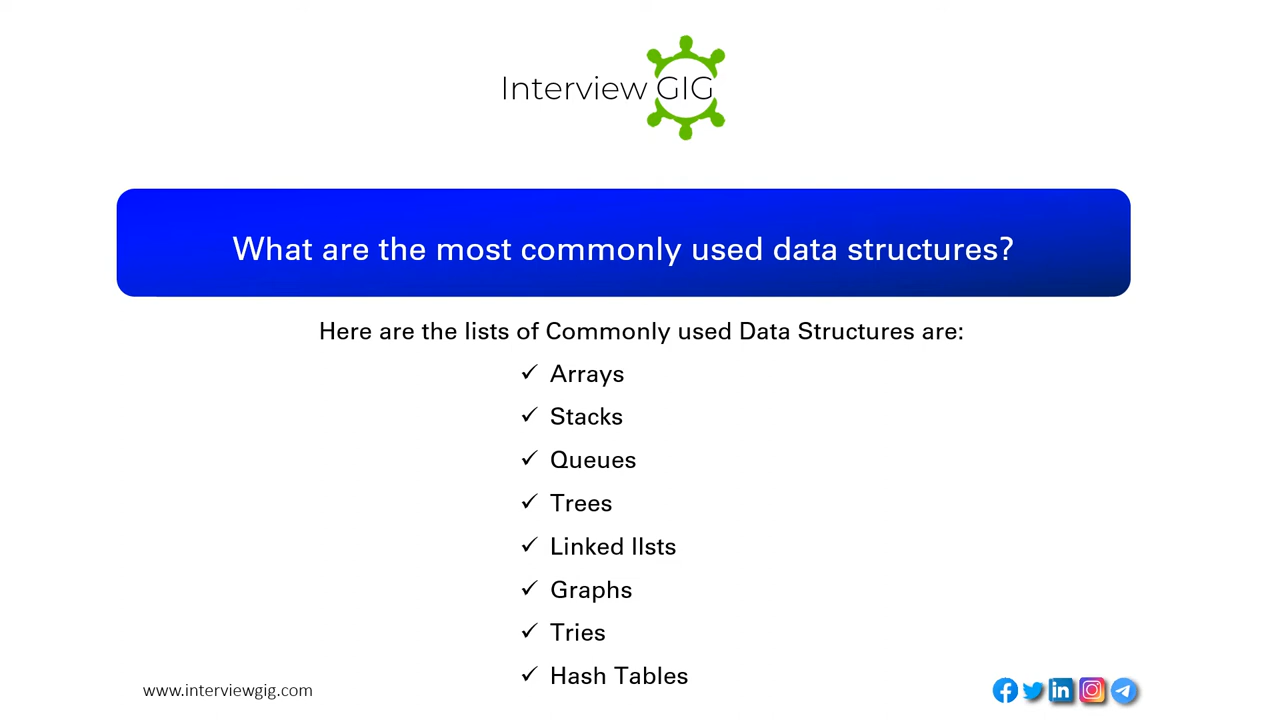 Interview GIG
What are the most commonly used data structures?
Here are the lists of Commonly used Data Structures are:
✓ Arrays
✓ Stacks
✓ Queues
✓ Trees
✓ Linked lIsts
✓ Graphs
✓ Tries
✓ Hash Tables
www.interviewgig.com